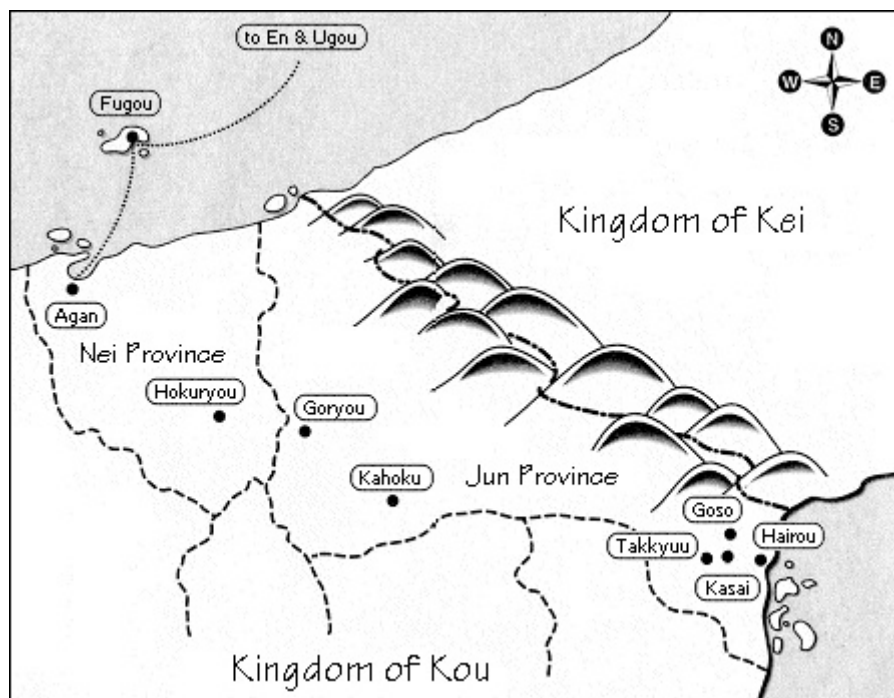 to En & Ugou
N
Fugou
W
E
S
Kingdom of Kei
Agan
Nei Province
Hokuryou
Goryou
Kahoku
Jun Province
Goso
Takkyuu
Hairou
Kasai
Kingdom of Kou